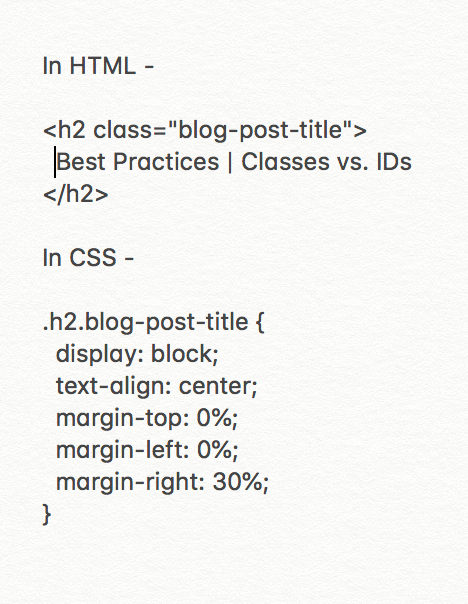 In HTML -
<h2 class="blog-post-title">
Best Practices | Classes vs. IDs
</h2>
In CSS -
.h2.blog-post-title {
display: block;
text-align: center;
margin-top: 0%;
margin-left: 0%;
margin-right: 30%;
}